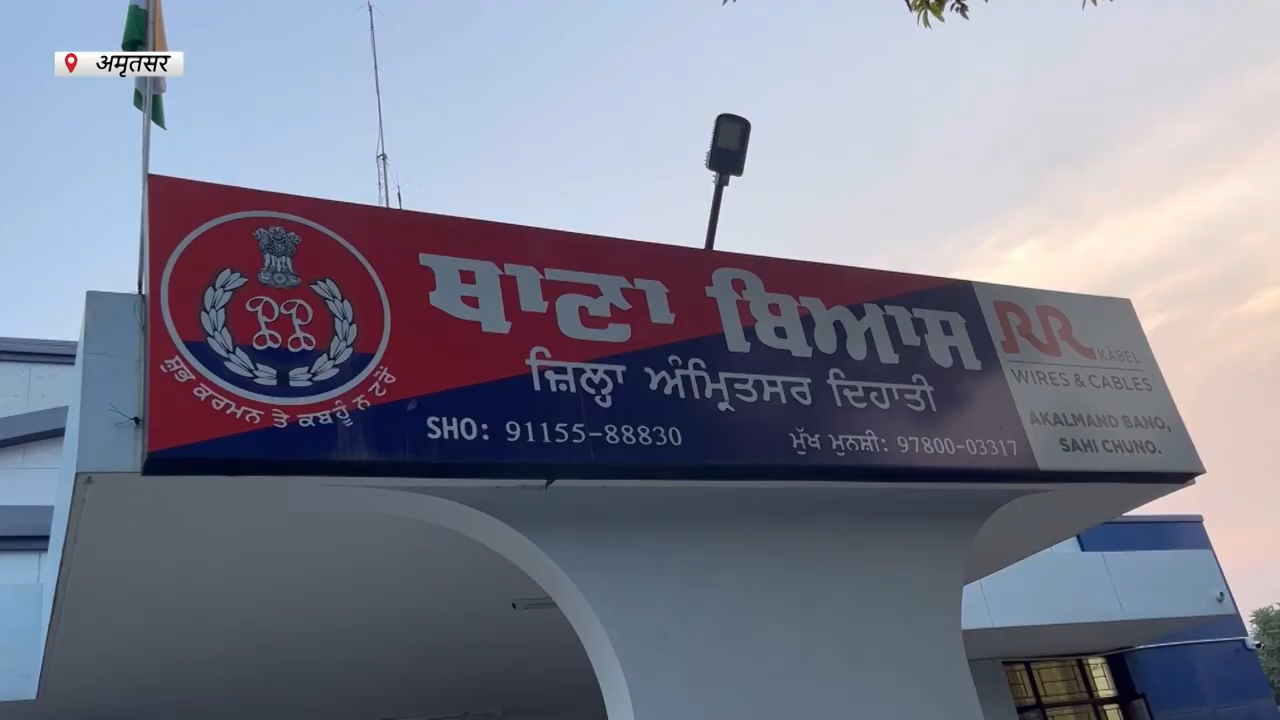 अमृतसर
ਥਾਣਾ ਬਿਆਸ
ਜ਼ਿਲ੍ਹਾ ਅੰਮ੍ਰਿਤਸਰ ਦਿਹਾਤੀ
SHO: 91155-88830
ਮੁੱਖ ਮੁਨਸ਼ੀ: 97800-03317
PP
ਸ਼ੁਭ ਕਰਮਨ ਤੇ ਕਬਹੂੰ ਨ ਟਰੋਂ
RR KABEL
WIRES & CABLES
AKALMAND BANO,
SAHI CHUNO.